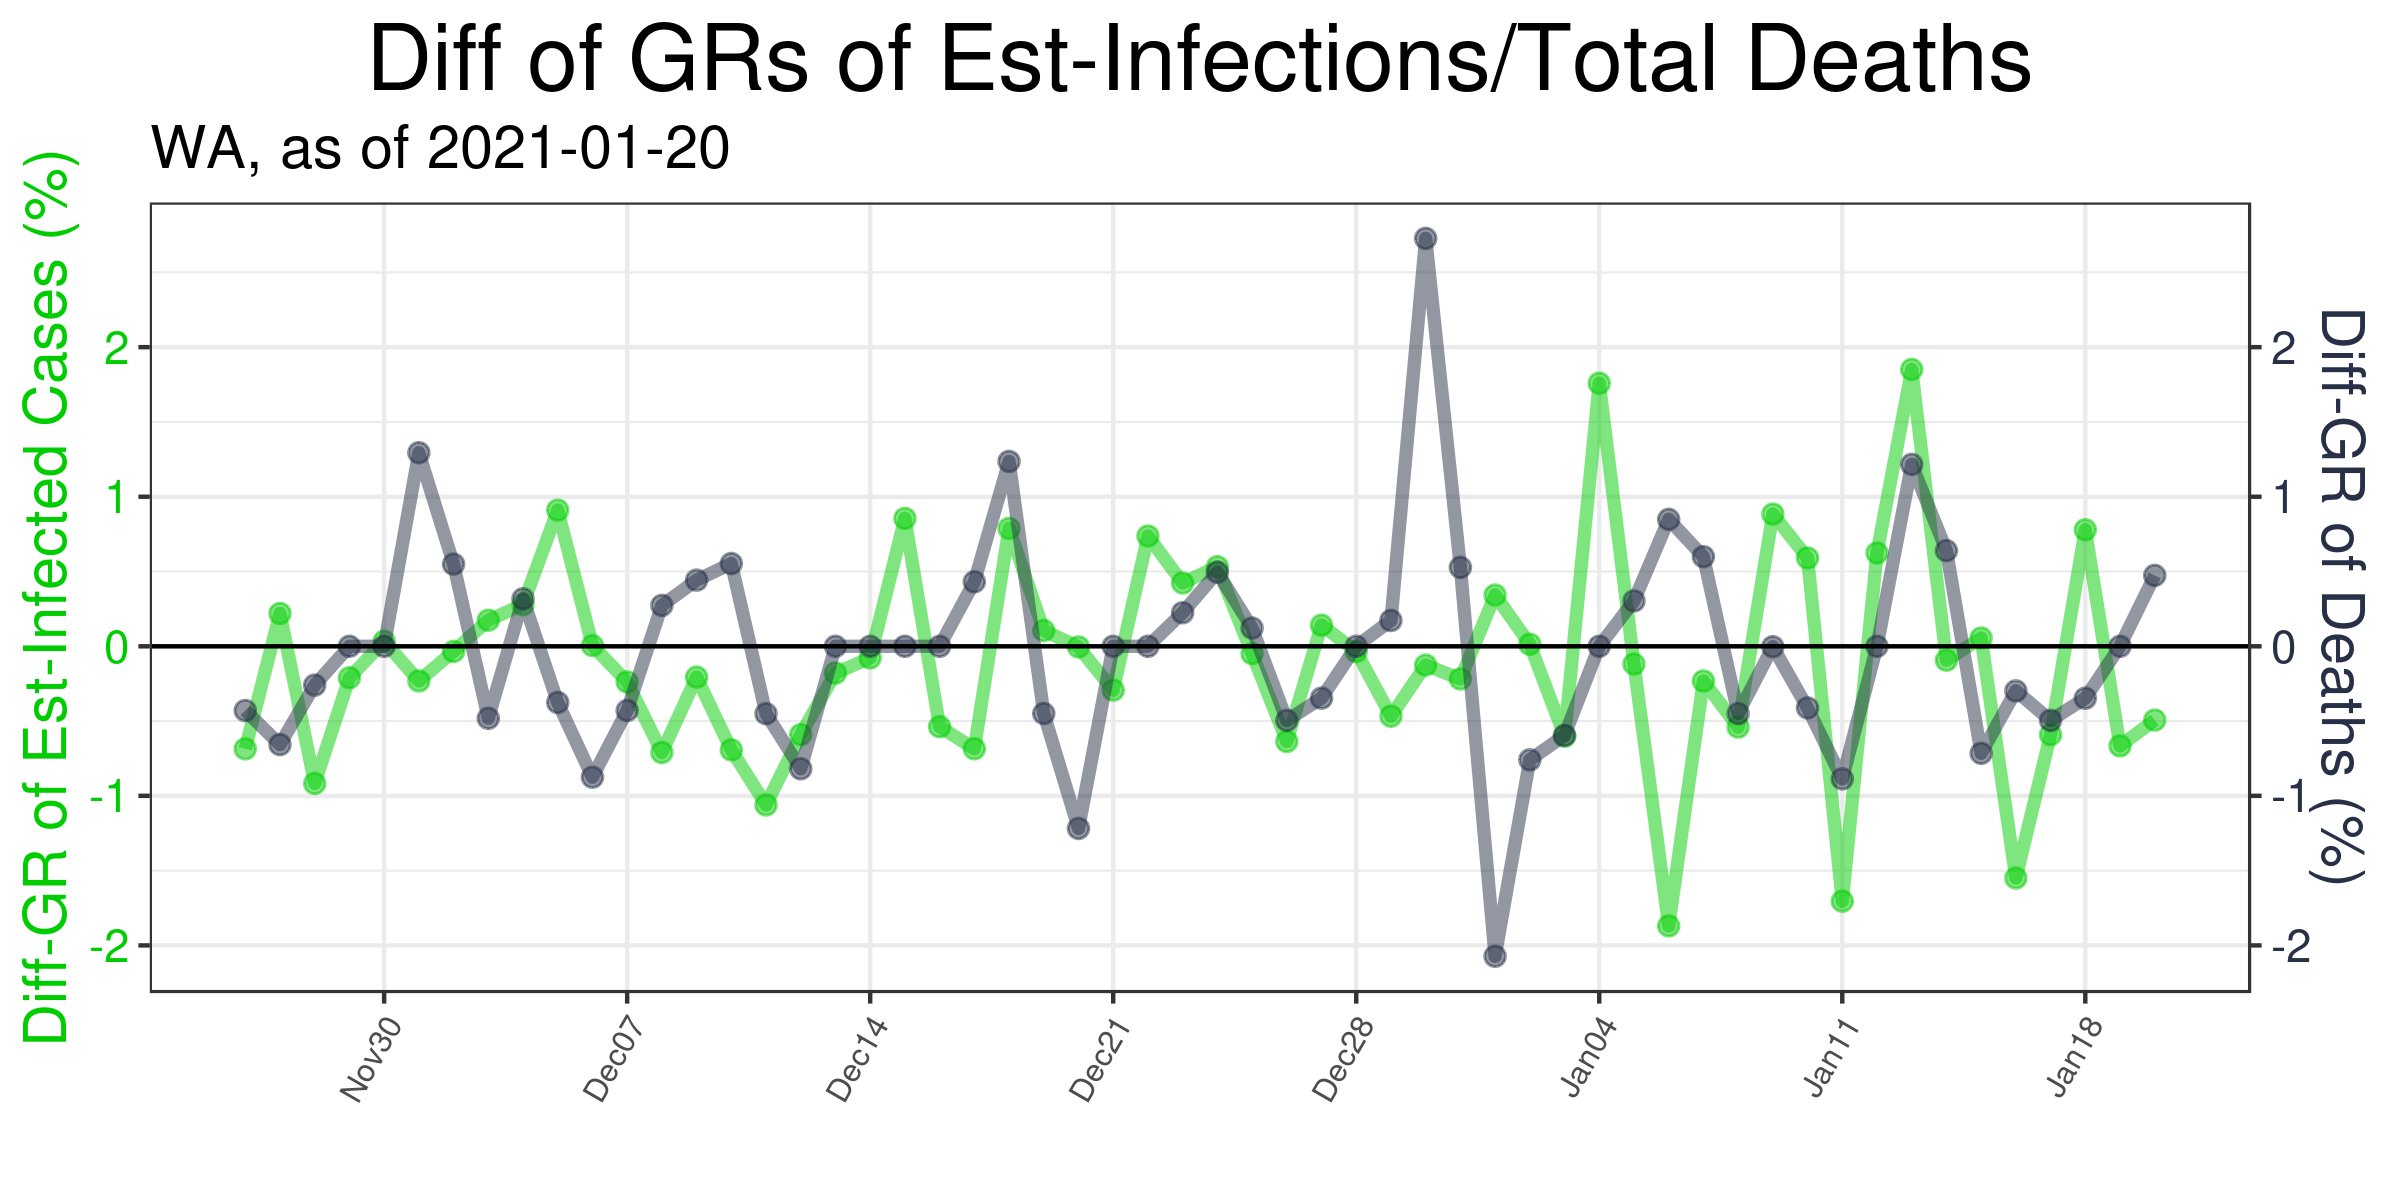 Diff of GRs of Est-Infections/Total Deaths
WA, as of 2021-01-20
Diff-GR of Est-Infected Cases (%)
2
1
0
-1
-2
2
1
0
-1
-2
Diff-GR of Deaths (%)
Nov30
Dec07
Dec14
Dec21
Dec28
Jan04
Jan11
Jan18